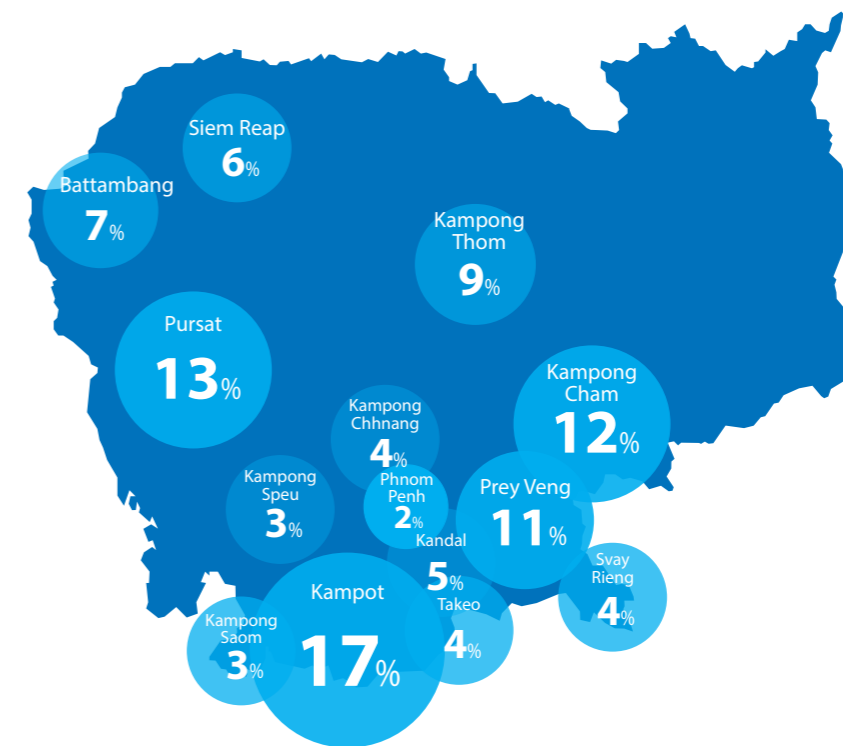 Siem Reap
6%
Battambang
7%
Kampong
Thom
9%
Pursat
13%
Kampong
Cham
12%
Kampong
Chhnang
4%
Kampong
Speu
3%
Phnom
Penh
2%
Prey Veng
11%
Kandal
5%
Svay
Rieng
4%
Kampot
17%
Takeo
4%
Kampong
Saom
3%